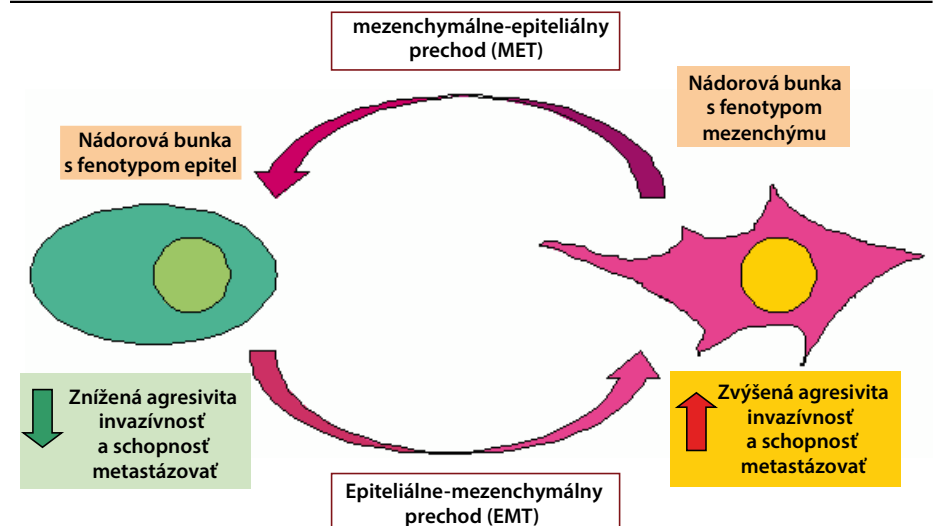 mezenchymálne-epiteliálny
prechod (MET)
Nádorová bunka
s fenotypom
mezenchýmu
Nádorová bunka
s fenotypom epitel
Znížená agresivita
invazívnosť
a schopnosť
metastázovať
Zvýšená agresivita
invazívnosť
a schopnosť
metastázovať
Epiteliálne-mezenchymálny
prechod (EMT)